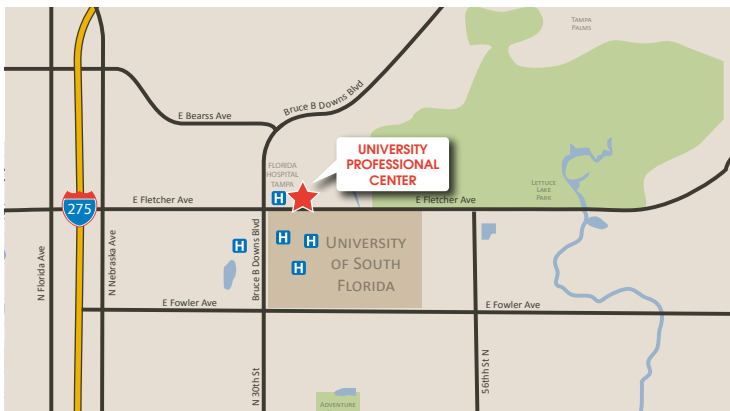 TAMPA
PALMS
Bruce B Downs Blvd
E Bearss Ave
UNIVERSITY
PROFESSIONAL
CENTER
FLORIDA
HOSPITAL
TAMPA
LETTUCE
LAKE
PARK
H
E Fletcher Ave
E Fletcher Ave
275
H
H
H
H
UNIVERSITY
OF SOUTH
FLORIDA
N Florida Ave
N Nebraska Ave
Bruce B Downs Blvd
E Fowler Ave
E Fowler Ave
N 30th St
56th St N
ADVENTURE